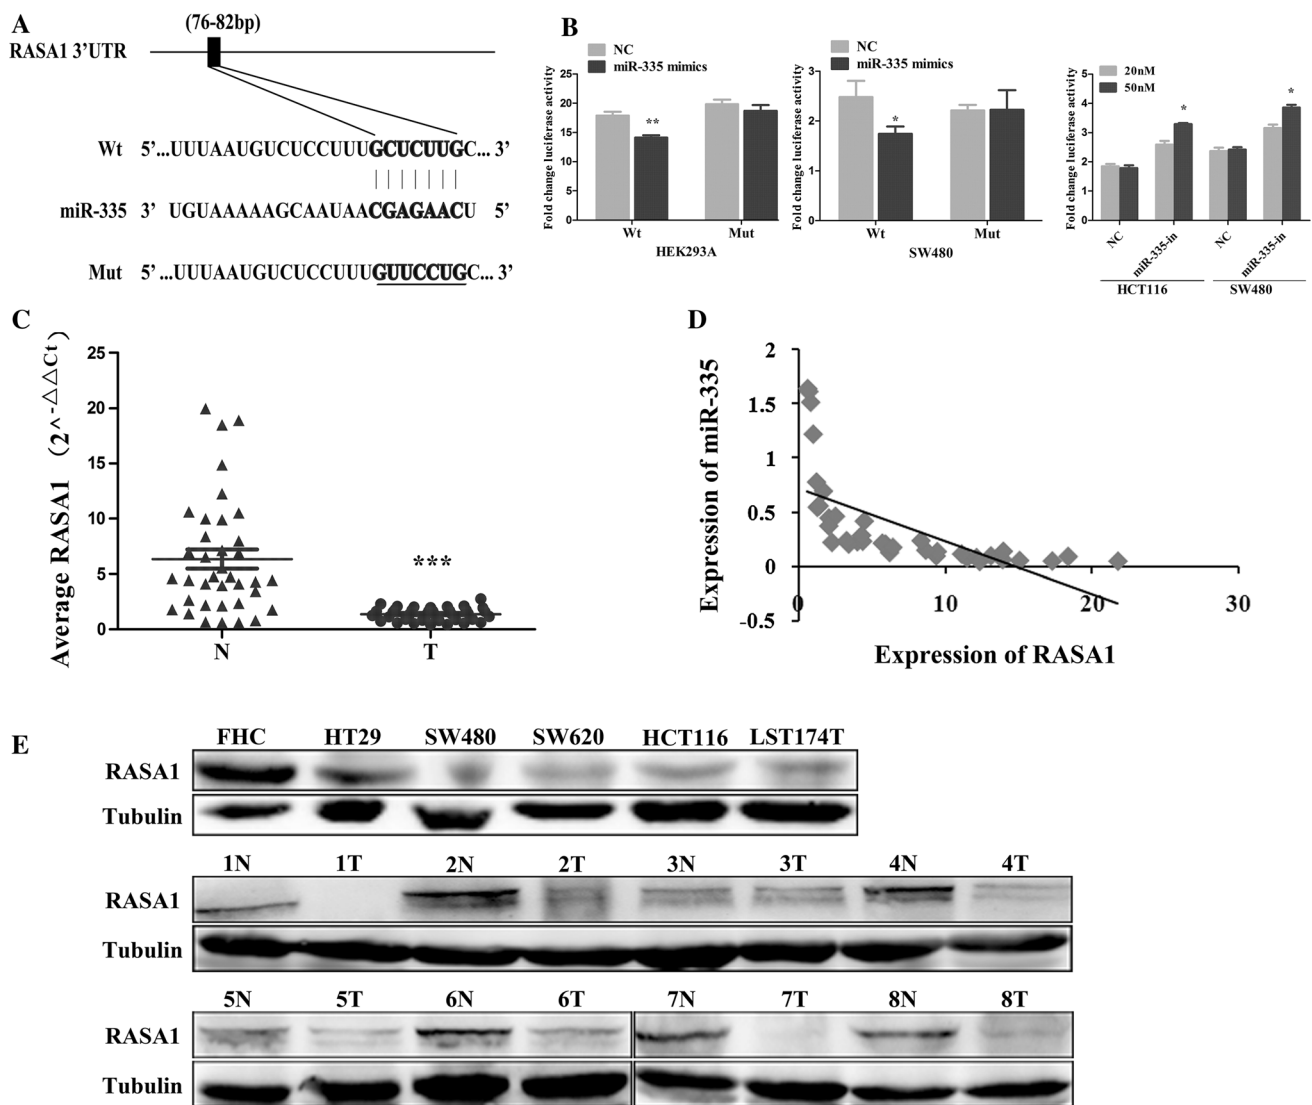 A
(76-82bp)
RASA1 3'UTR
Wt 5'...UUUAAUGUCUCCUUUGCUCUUGC... 3'
miR-335 3' UGUAAAAAGCAAUAACGAGAACU 5'
Mut 5' ...UUUAAUGUCUCCUUUGUUCCUGC... 3'
B
NC
miR-335 mimics
Fold change luciferase activity
25
20
15
10
5
0
**
Wt Mut
HEK293A
NC
miR-335 mimics
Fold change luciferase activity
3
2
1
0
*
Wt Mut
SW480
20nM
50nM
Fold change luciferase activity
5
4
3
2
1
0
* *
NC miR-335-in NC miR-335-in
HCT116 SW480
C
Average RASA1 (2^-△△Ct)
25
20
15
10
5
0
***
N T
D
Expression of miR-335
2
1.5
1
0.5
0
-0.5
0 10 20 30
Expression of RASA1
E
FHC HT29 SW480 SW620 HCT116 LST174T
RASA1
Tubulin
1N 1T 2N 2T 3N 3T 4N 4T
RASA1
Tubulin
5N 5T 6N 6T 7N 7T 8N 8T
RASA1
Tubulin